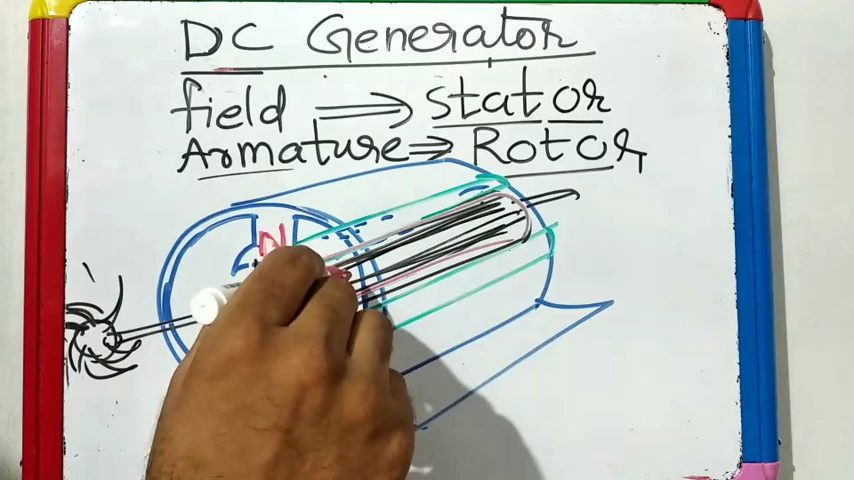 DC Generator
field ⟹ stator
Armature ⇒ Rotor
N